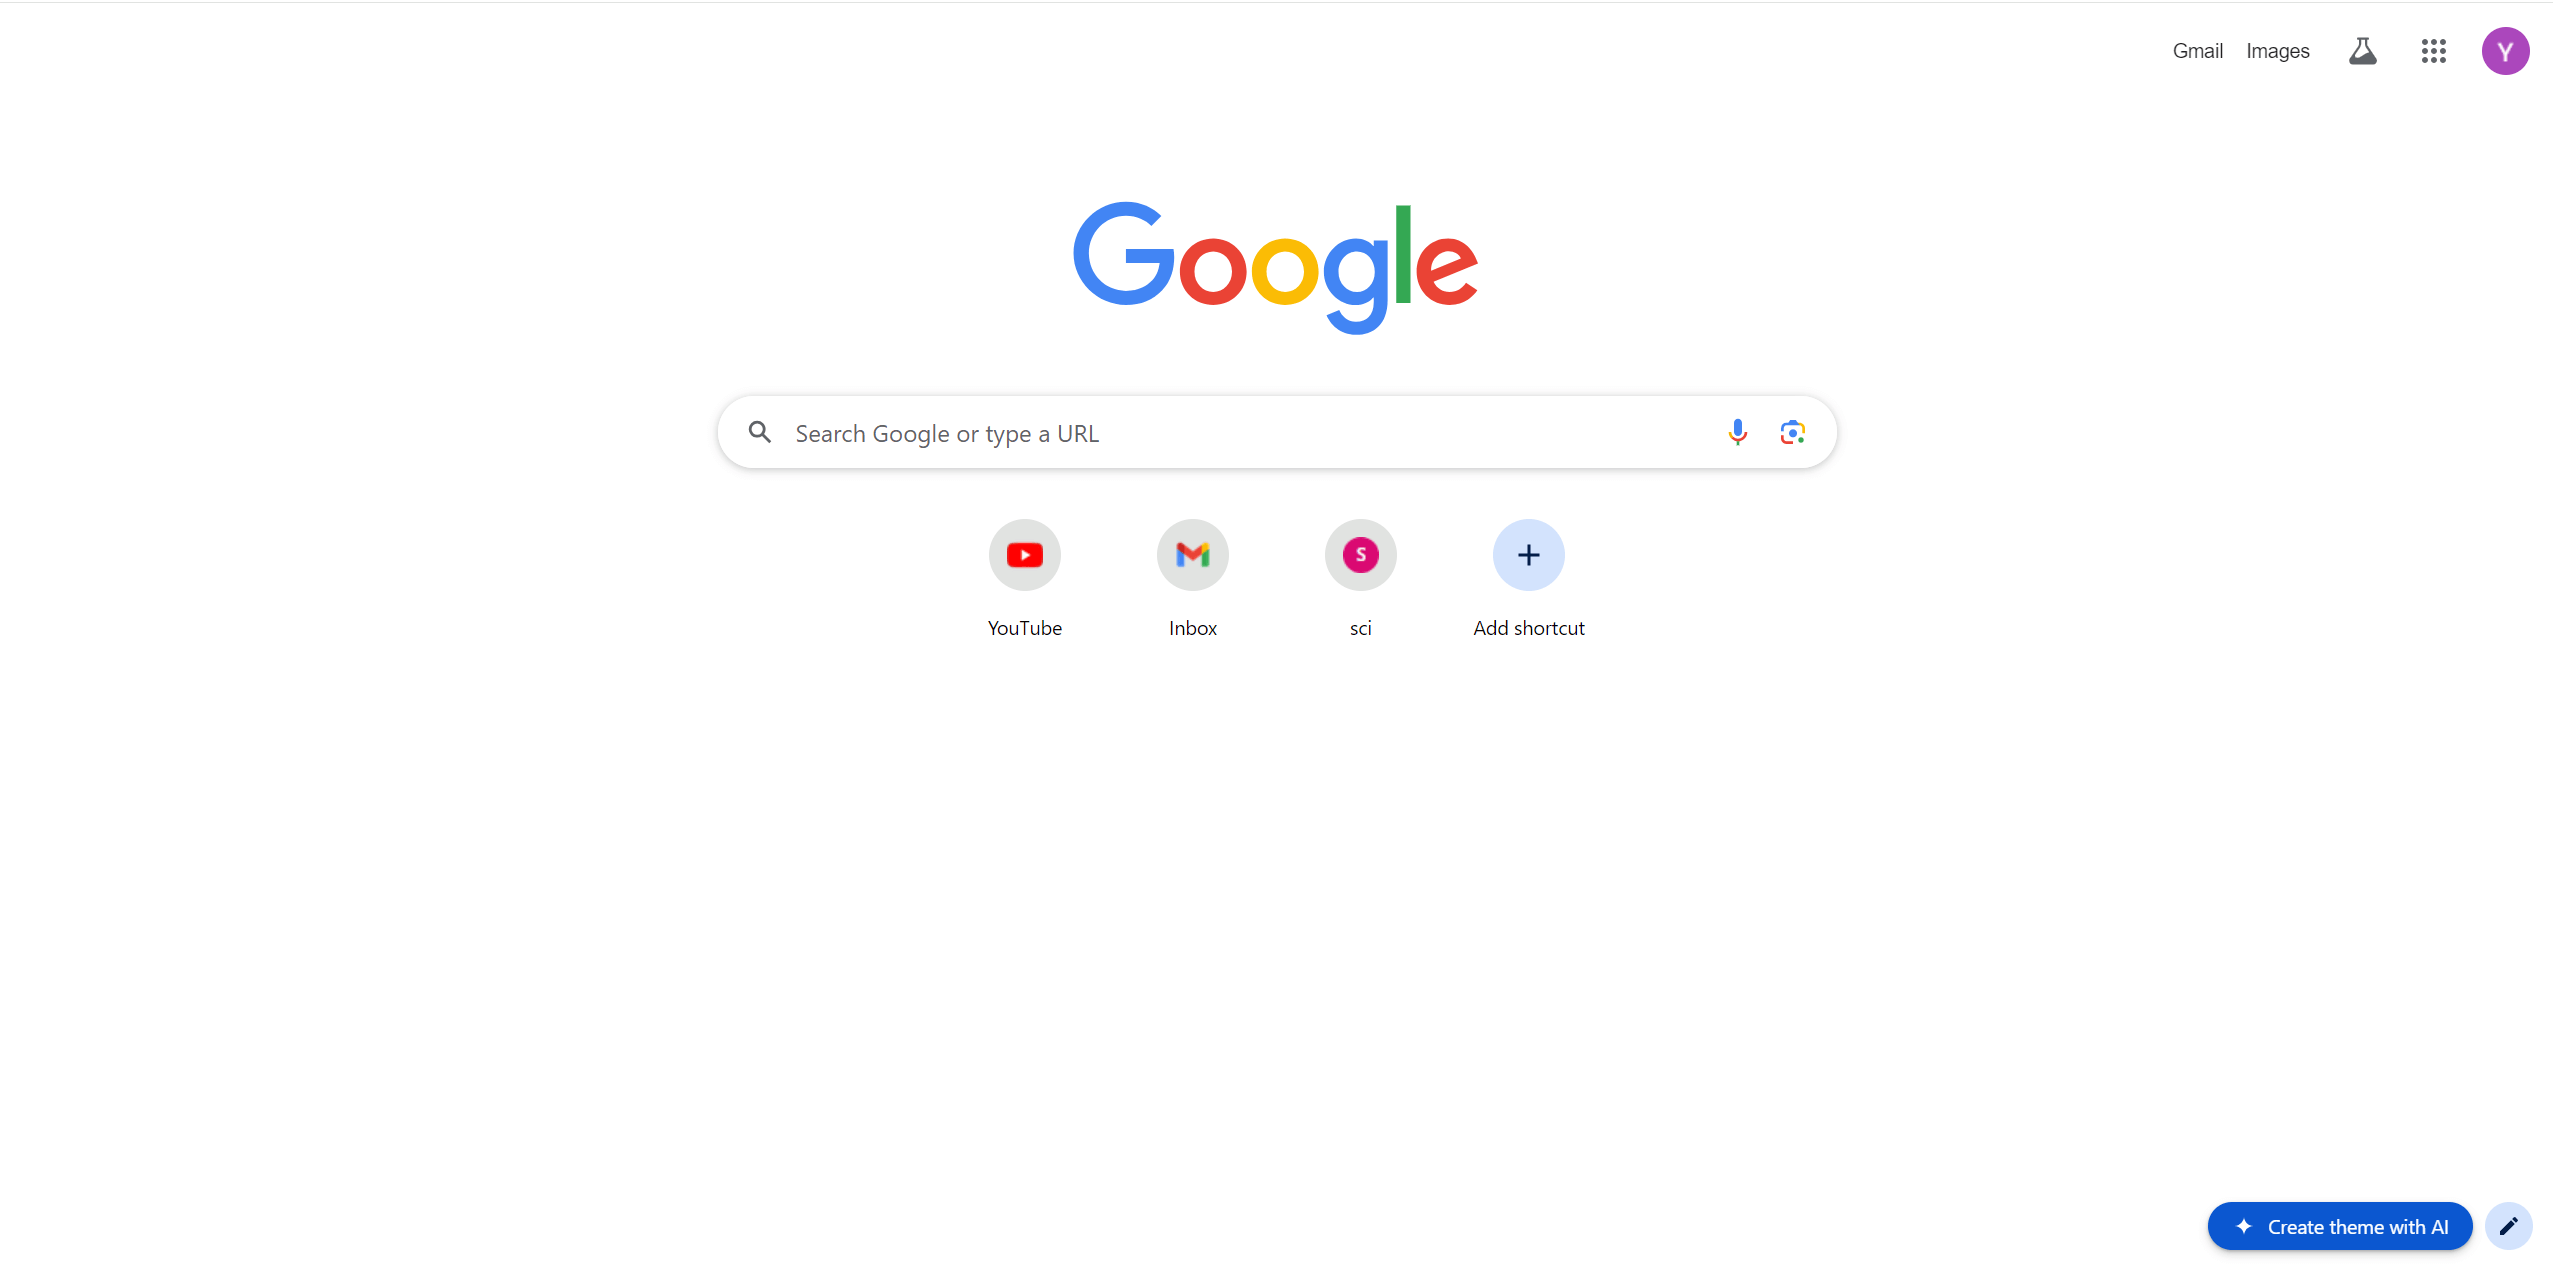 Gmail Images
Y
Google
Search Google or type a URL
S
YouTube Inbox sci Add shortcut
Create theme with AI